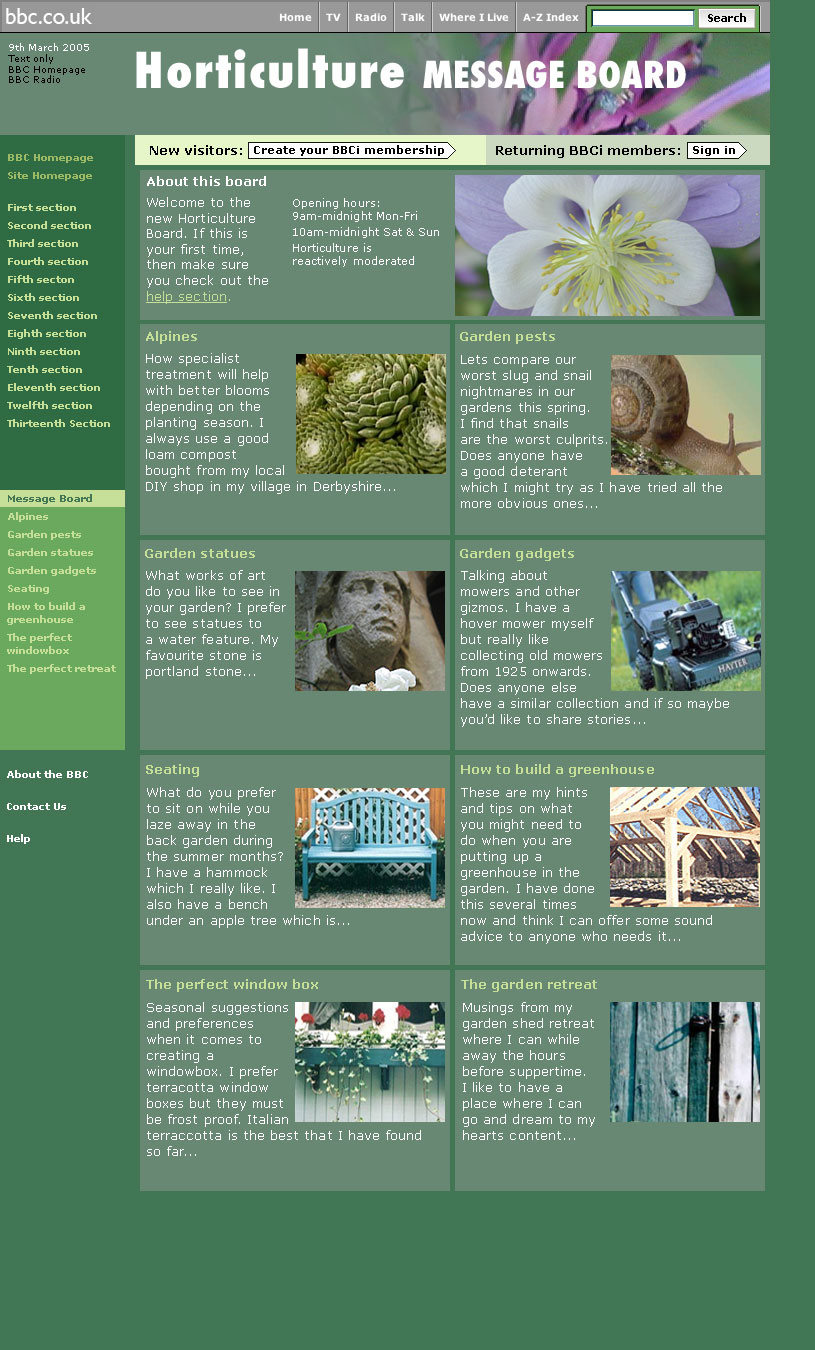 bbc.co.uk
Home
TV
Radio
Talk
Where I Live
A-Z Index
Search
9th March 2005
Text only
BBC Homepage
BBC Radio
Horticulture MESSAGE BOARD
New visitors: Create your BBCi membership
Returning BBCi members: Sign in
BBC Homepage
Site Homepage
First section
Second section
Third section
Fourth section
Fifth secton
Sixth section
Seventh section
Eighth section
Ninth section
Tenth section
Eleventh section
Twelfth section
Thirteenth Section
Message Board
Alpines
Garden pests
Garden statues
Garden gadgets
Seating
How to build a
greenhouse
The perfect
windowbox
The perfect retreat
About the BBC
Contact Us
Help
About this board
Welcome to the
new Horticulture
Board. If this is
your first time,
then make sure
you check out the
help section.
Opening hours:
9am-midnight Mon-Fri
10am-midnight Sat & Sun
Horticulture is
reactively moderated
Alpines
How specialist
treatment will help
with better blooms
depending on the
planting season. I
always use a good
loam compost
bought from my local
DIY shop in my village in Derbyshire...
Garden pests
Lets compare our
worst slug and snail
nightmares in our
gardens this spring.
I find that snails
are the worst culprits.
Does anyone have
a good deterant
which I might try as I have tried all the
more obvious ones...
Garden statues
What works of art
do you like to see in
your garden? I prefer
to see statues to
a water feature. My
favourite stone is
portland stone...
Garden gadgets
Talking about
mowers and other
gizmos. I have a
hover mower myself
but really like
collecting old mowers
from 1925 onwards.
Does anyone else
have a similar collection and if so maybe
you'd like to share stories...
HAYTER
Seating
What do you prefer
to sit on while you
laze away in the
back garden during
the summer months?
I have a hammock
which I really like. I
also have a bench
under an apple tree which is...
How to build a greenhouse
These are my hints
and tips on what
you might need to
do when you are
putting up a
greenhouse in the
garden. I have done
this several times
now and think I can offer some sound
advice to anyone who needs it...
The perfect window box
Seasonal suggestions
and preferences
when it comes to
creating a
windowbox. I prefer
terracotta window
boxes but they must
be frost proof. Italian
terraccotta is the best that I have found
so far...
The garden retreat
Musings from my
garden shed retreat
where I can while
away the hours
before suppertime.
I like to have a
place where I can
go and dream to my
hearts content...